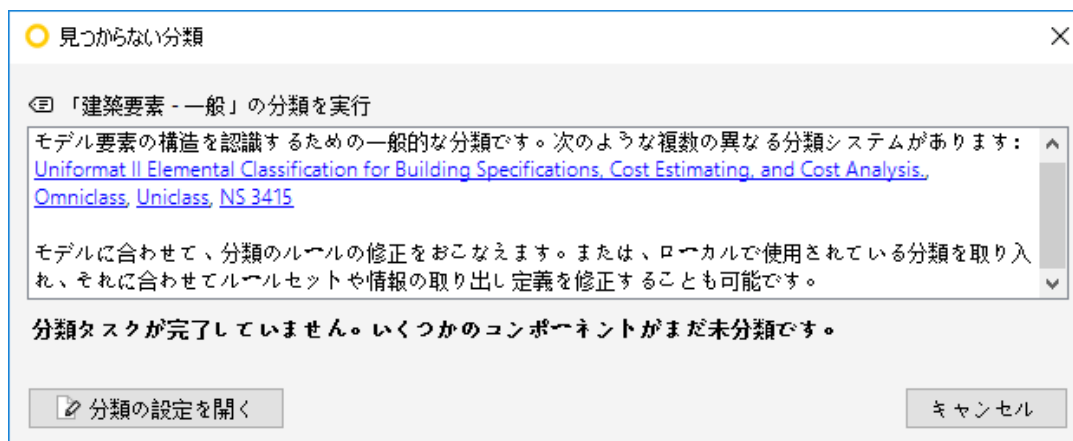 見つからない分類
「建築要素 - 一般」の分類を実行
モデル要素の構造を認識するための一般的な分類です。次のような複数の異なる分類システムがあります：
Uniformat II Elemental Classification for Building Specifications, Cost Estimating, and Cost Analysis.,
Omniclass, Uniclass, NS 3415
モデルに合わせて、分類のルールの修正をおこなえます。または、ローカルで使用されている分類を取り入
れ、それに合わせてルールセットや情報の取り出し定義を修正することも可能です。
分類タスクが完了していません。いくつかのコンポーネントがまだ未分類です。
分類の設定を開く
キャンセル